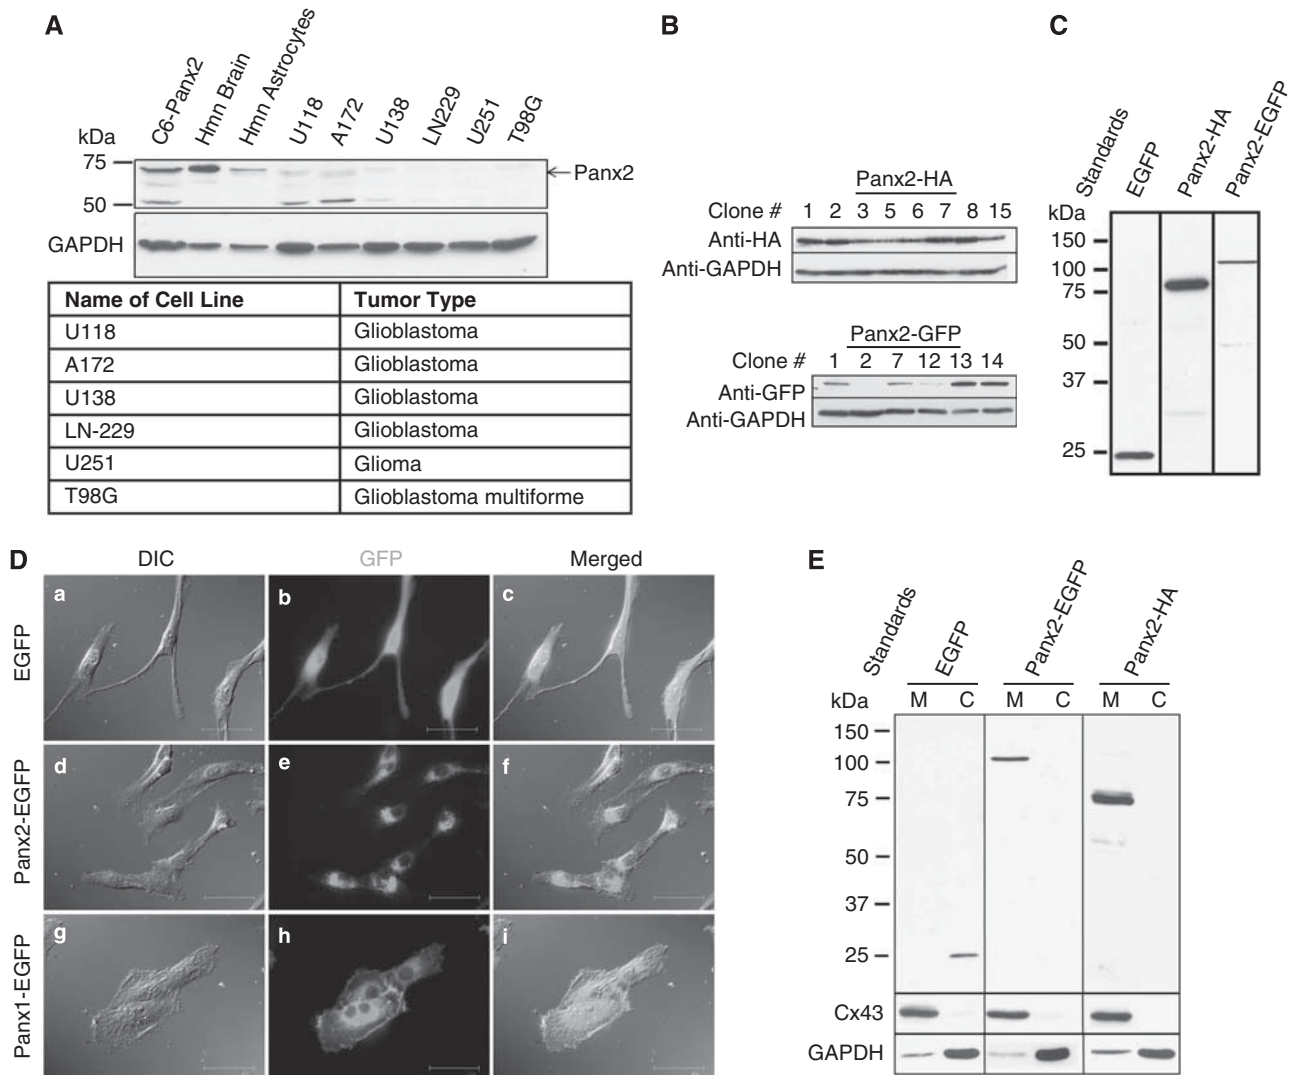 A
C6-Panx2
Hmn Brain
Hmn Astrocytes
U118
A172
U138
LN229
U251
T98G
kDa
75
Panx2
50
GAPDH
Name of Cell Line Tumor Type
U118 Glioblastoma
A172 Glioblastoma
U138 Glioblastoma
LN-229 Glioblastoma
U251 Glioma
T98G Glioblastoma multiforme
B
Panx2-HA
Clone # 1 2 3 5 6 7 8 15
Anti-HA
Anti-GAPDH
Panx2-GFP
Clone # 1 2 7 12 13 14
Anti-GFP
Anti-GAPDH
C
Standards
EGFP
Panx2-HA
Panx2-EGFP
kDa
150
100
75
50
37
25
D
DIC GFP Merged
EGFP
a b c
Panx2-EGFP
d e f
Panx1-EGFP
g h i
E
Standards
EGFP
Panx2-EGFP
Panx2-HA
kDa M C M C M C
150
100
75
50
37
25
Cx43
GAPDH